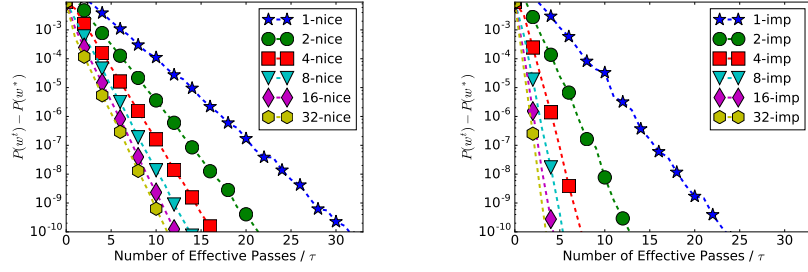 P(w^t) − P(w*)
10^-3
10^-4
10^-5
10^-6
10^-7
10^-8
10^-9
10^-10
0 5 10 15 20 25 30
Number of Effective Passes / τ
1-nice
2-nice
4-nice
8-nice
16-nice
32-nice
P(w^t) − P(w*)
10^-3
10^-4
10^-5
10^-6
10^-7
10^-8
10^-9
10^-10
0 5 10 15 20 25 30
Number of Effective Passes / τ
1-imp
2-imp
4-imp
8-imp
16-imp
32-imp